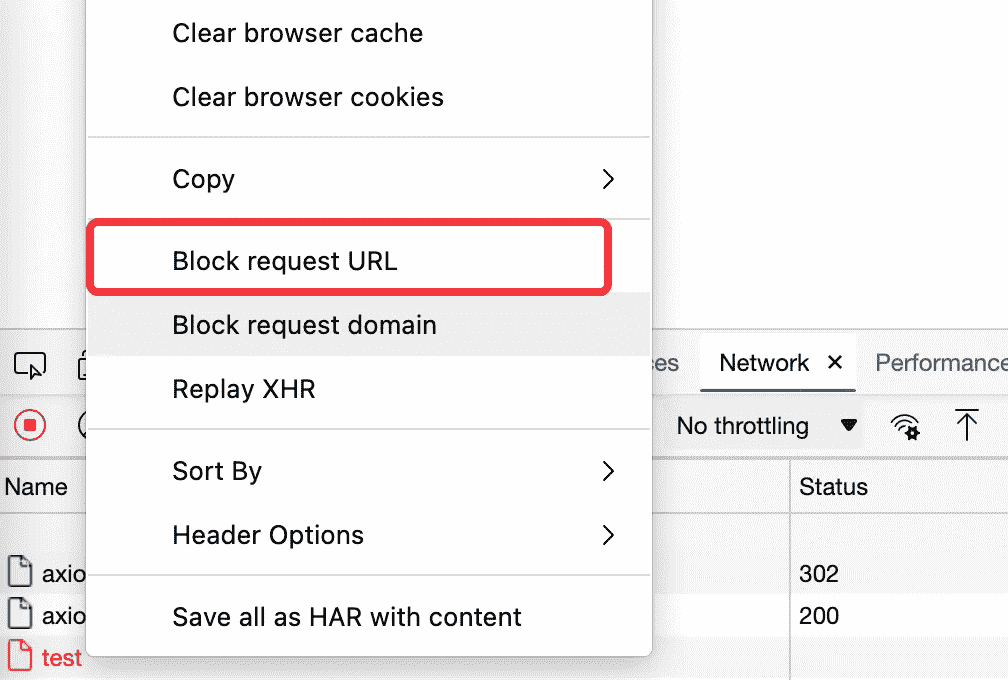 Clear browser cache
Clear browser cookies
Copy
Block request URL
Block request domain
Replay XHR
Sort By
Header Options
Save all as HAR with content
Network Performance
No throttling
Name Status
axio 302
axio 200
test